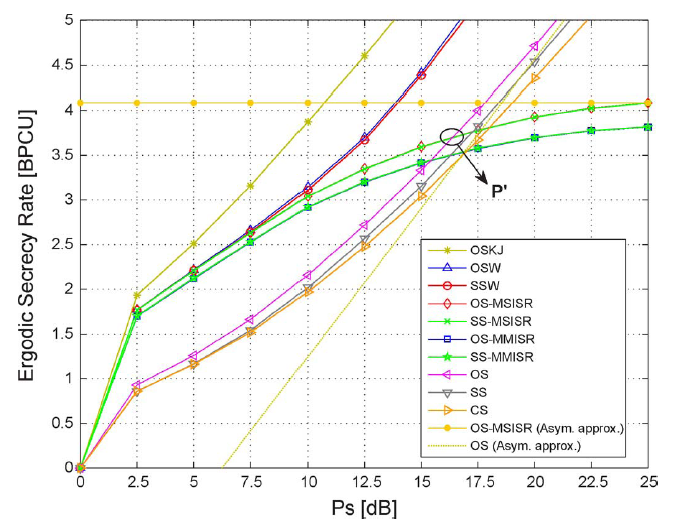 5
4.5
4
3.5
3
2.5
2
1.5
1
0.5
0
Ergodic Secrecy Rate [BPCU]
P'
OSKJ
OSW
SSW
OS-MSISR
SS-MSISR
OS-MMISR
SS-MMISR
OS
SS
CS
OS-MSISR (Asym. approx.)
OS (Asym. approx.)
0 2.5 5 7.5 10 12.5 15 17.5 20 22.5 25
Ps [dB]